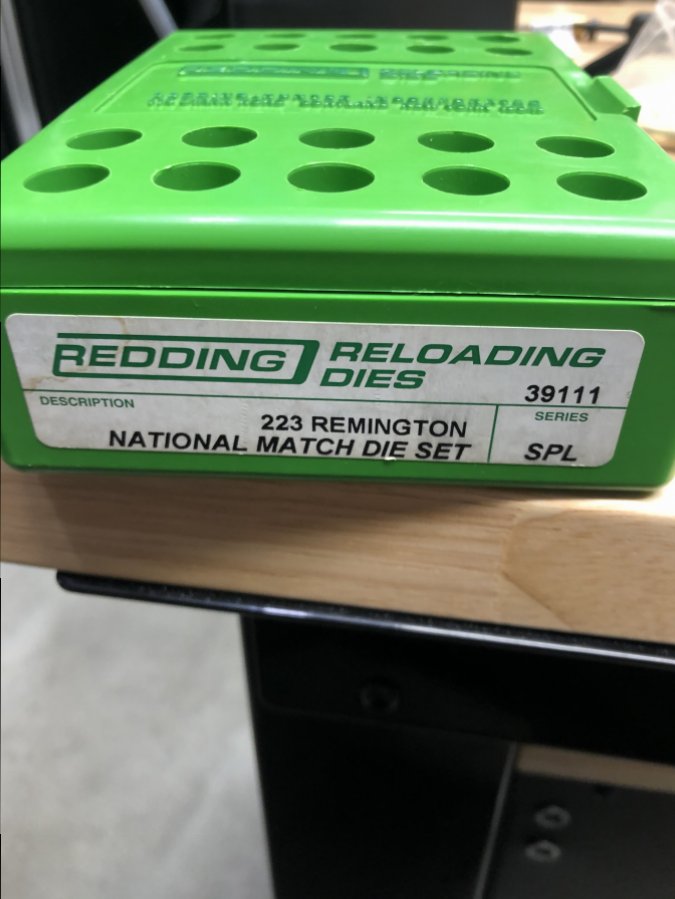 REDDING RELOADING
DIES
39111
DESCRIPTION
SERIES
223 REMINGTON
NATIONAL MATCH DIE SET
SPL